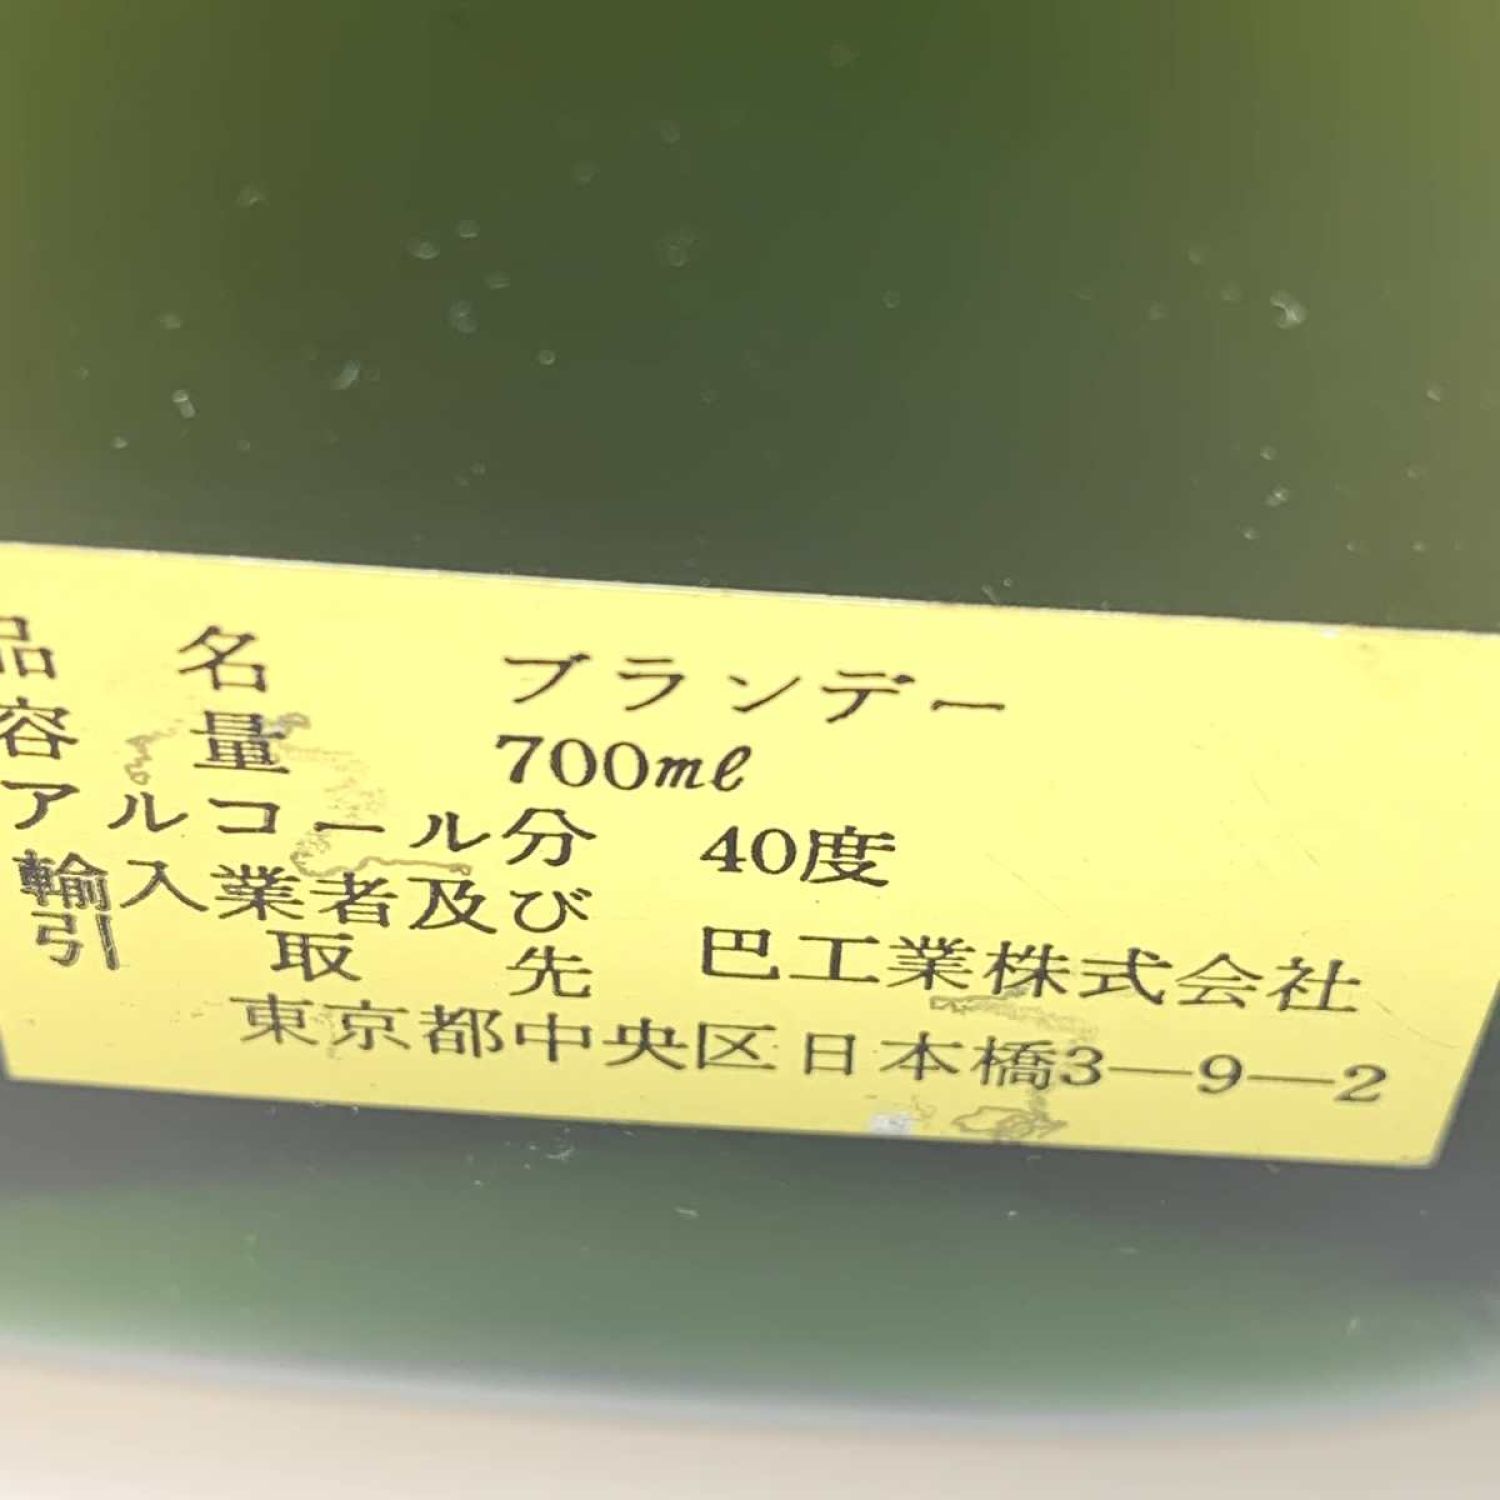 品名 ブランデー
容量 700ml
アルコール分 40度
輸入業者及び
引取先 巴工業株式会社
東京都中央区日本橋3-9-2